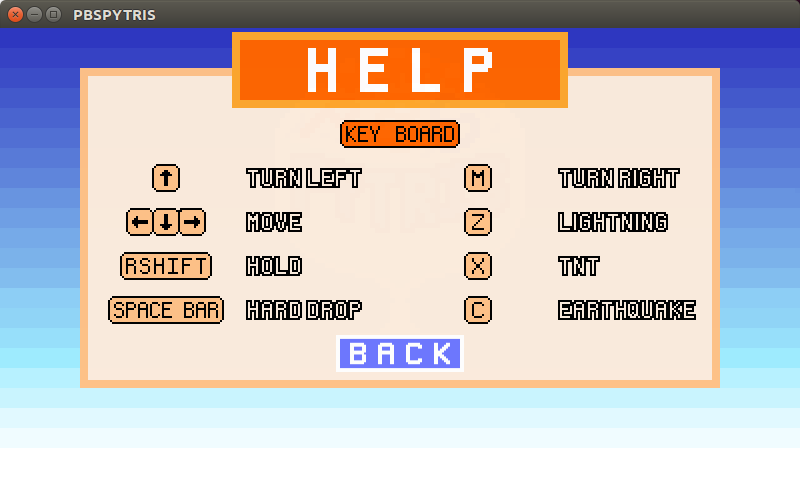 PBSPYTRIS
HELP
KEY BOARD
↑ TURN LEFT M TURN RIGHT
←↓→ MOVE Z LIGHTNING
RSHIFT HOLD X TNT
SPACE BAR HARD DROP C EARTHQUAKE
BACK